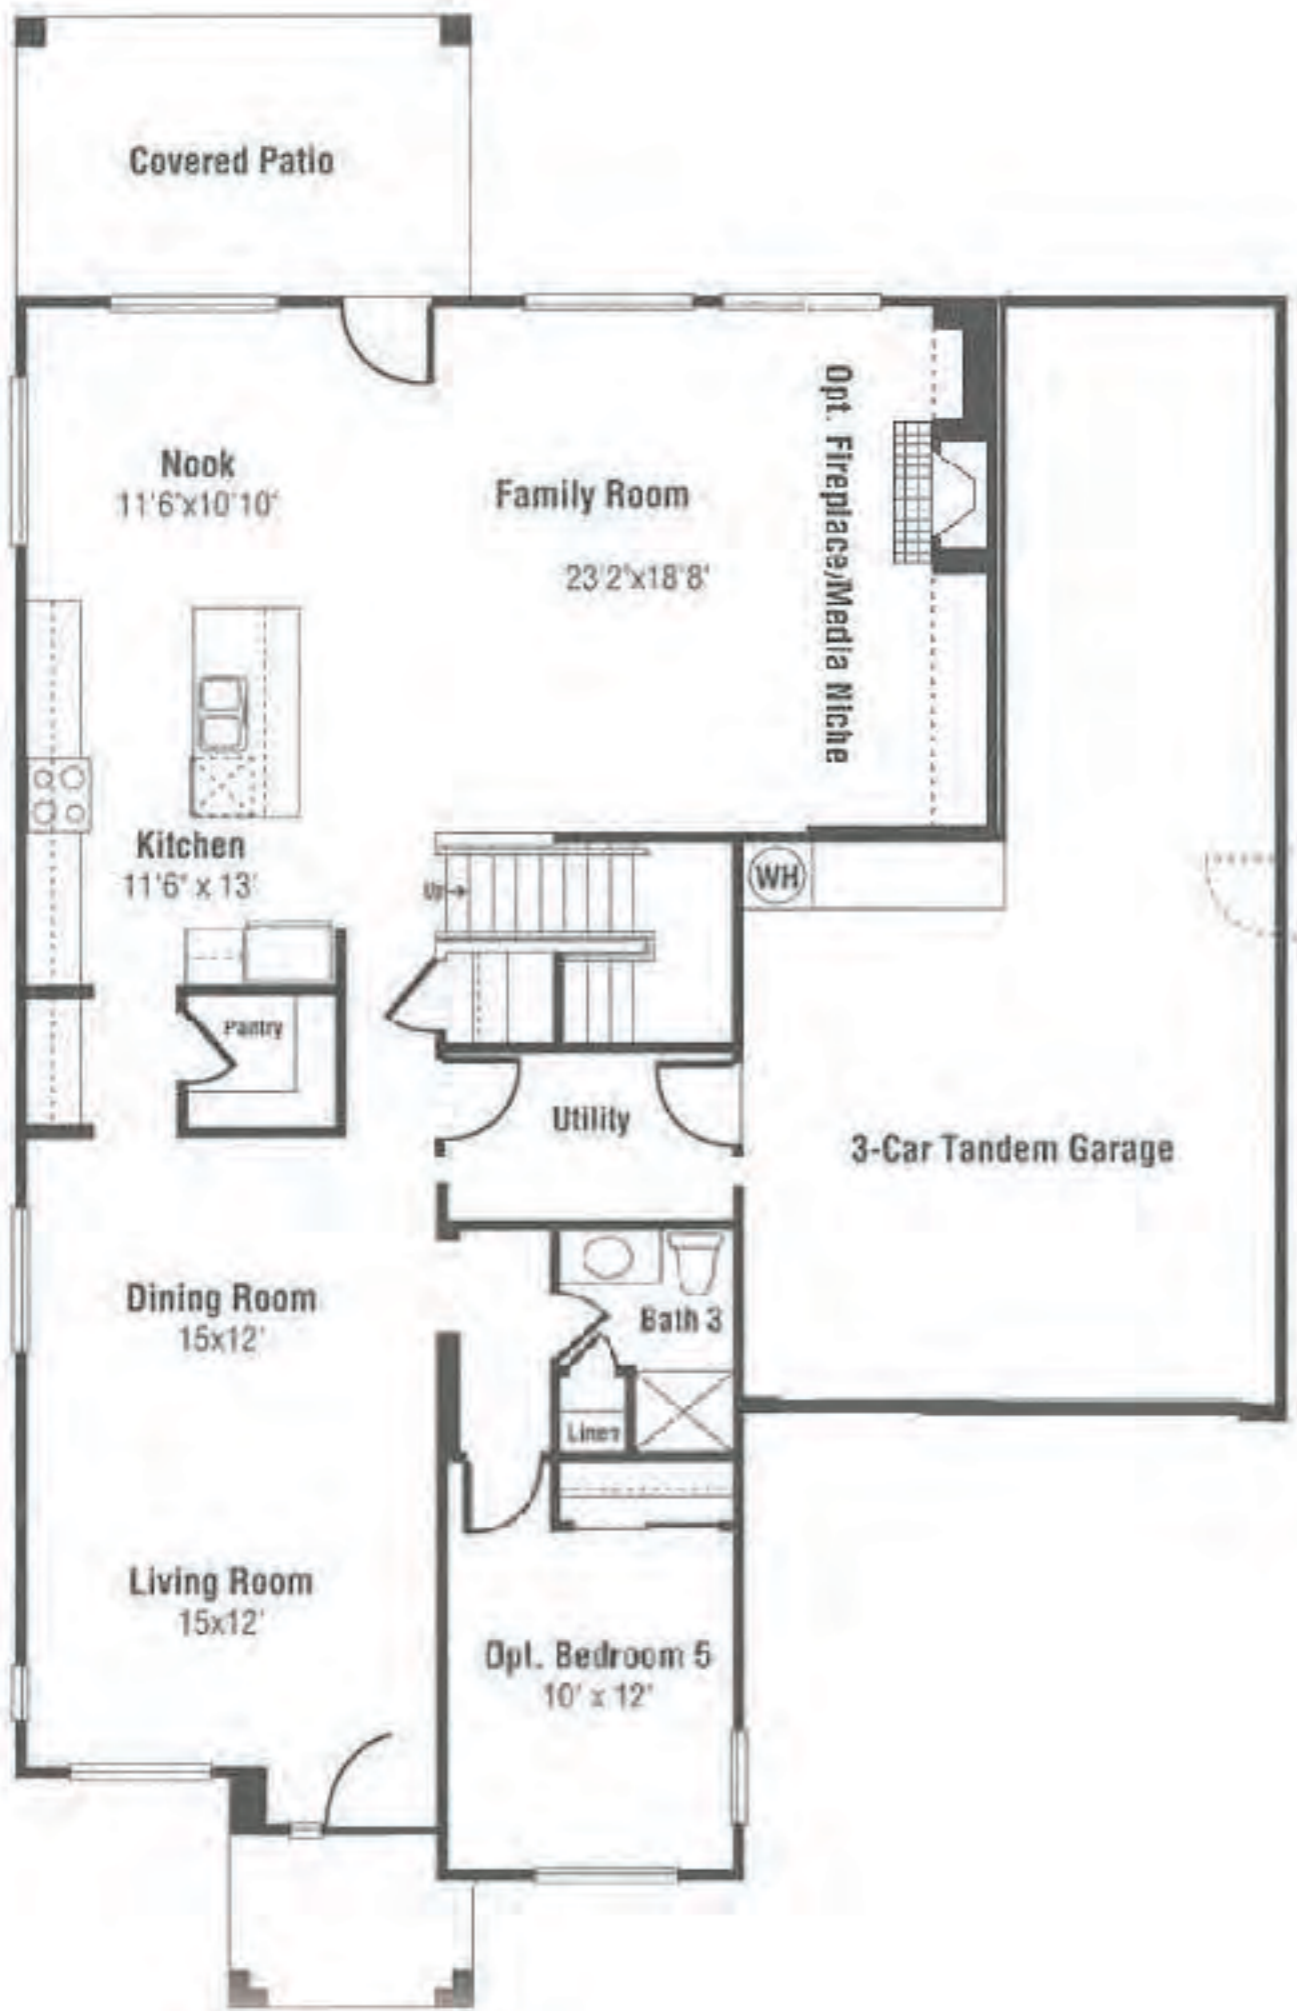 Covered Patio
Nook
11'6"x10'10"
Family Room
23'2"x18'8"
Opt. Fireplace/Media Niche
Kitchen
11'6" x 13'
Up
WH
Pantry
Utility
3-Car Tandem Garage
Dining Room
15x12'
Bath 3
Linen
Living Room
15x12'
Opt. Bedroom 5
10' x 12'